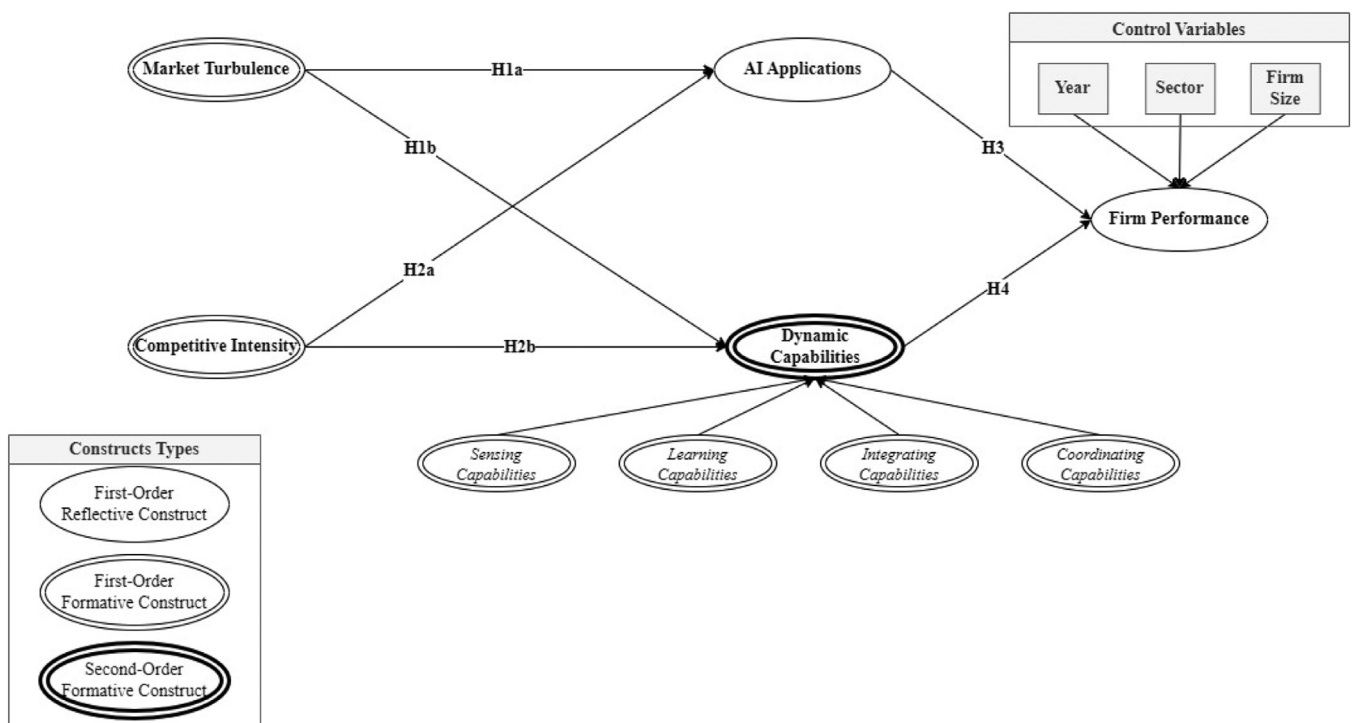 Control Variables
Market Turbulence
H1a
AI Applications
Year
Sector
Firm
Size
H1b
H3
Firm Performance
H2a
H4
Competitive Intensity
H2b
Dynamic
Capabilities
Sensing
Capabilities
Learning
Capabilities
Integrating
Capabilities
Coordinating
Capabilities
Constructs Types
First-Order
Reflective Construct
First-Order
Formative Construct
Second-Order
Formative Construct